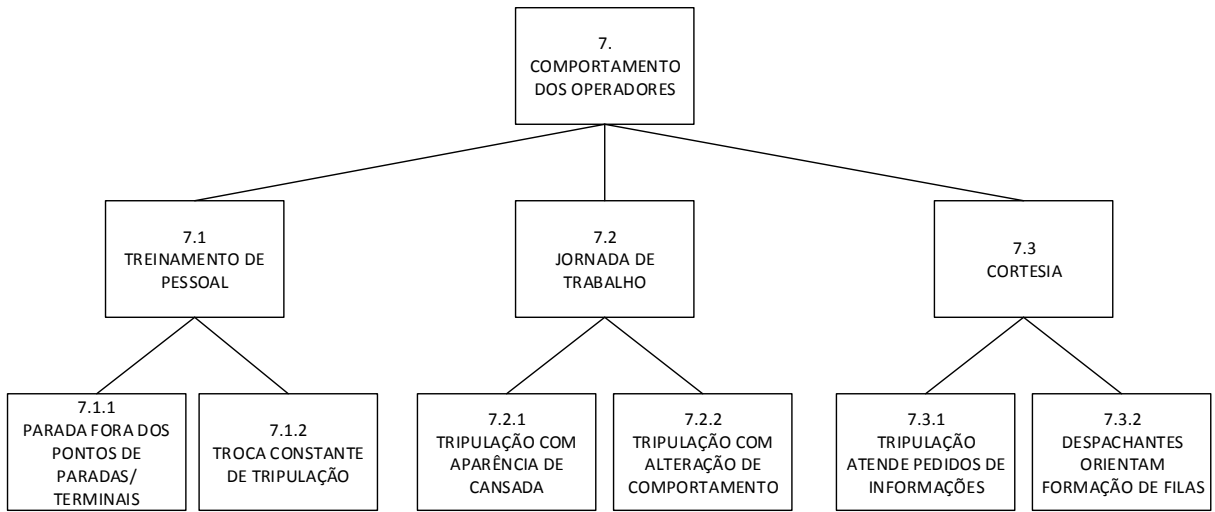 7.
COMPORTAMENTO
DOS OPERADORES
7.1
TREINAMENTO DE
PESSOAL
7.2
JORNADA DE
TRABALHO
7.3
CORTESIA
7.1.1
PARADA FORA DOS
PONTOS DE
PARADAS/
TERMINAIS
7.1.2
TROCA CONSTANTE
DE TRIPULAÇÃO
7.2.1
TRIPULAÇÃO COM
APARÊNCIA DE
CANSADA
7.2.2
TRIPULAÇÃO COM
ALTERAÇÃO DE
COMPORTAMENTO
7.3.1
TRIPULAÇÃO
ATENDE PEDIDOS DE
INFORMAÇÕES
7.3.2
DESPACHANTES
ORIENTAM
FORMAÇÃO DE FILAS